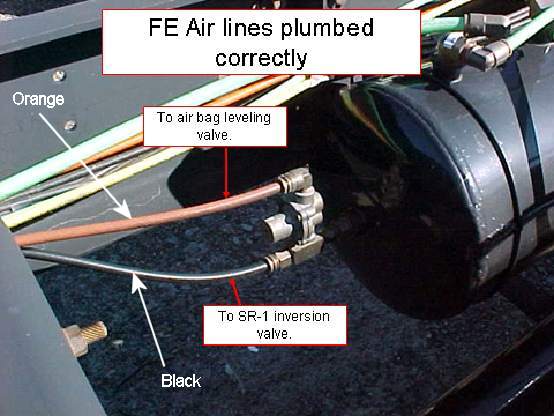 FE Air lines plumbed
correctly
Orange
To air bag leveling
valve.
To SR-1 inversion
valve.
Black